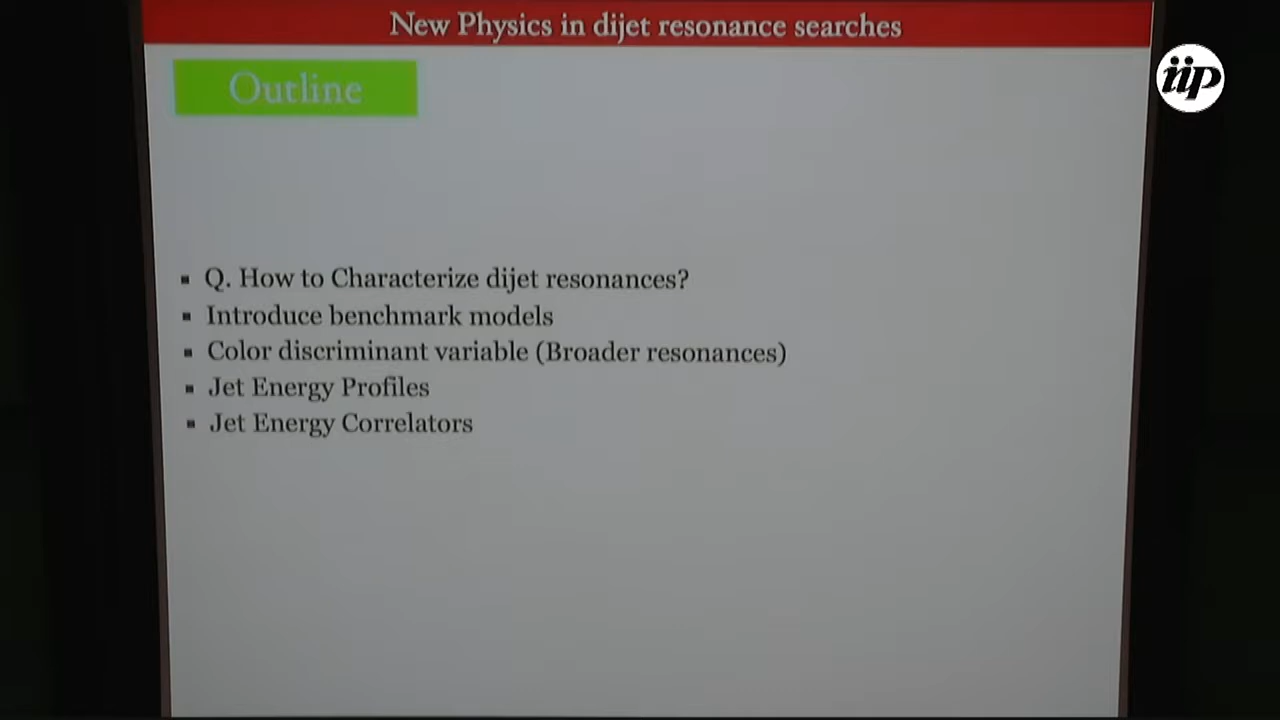 New Physics in dijet resonance searches
iip
Outline
▪ Q. How to Characterize dijet resonances?
▪ Introduce benchmark models
▪ Color discriminant variable (Broader resonances)
▪ Jet Energy Profiles
▪ Jet Energy Correlators